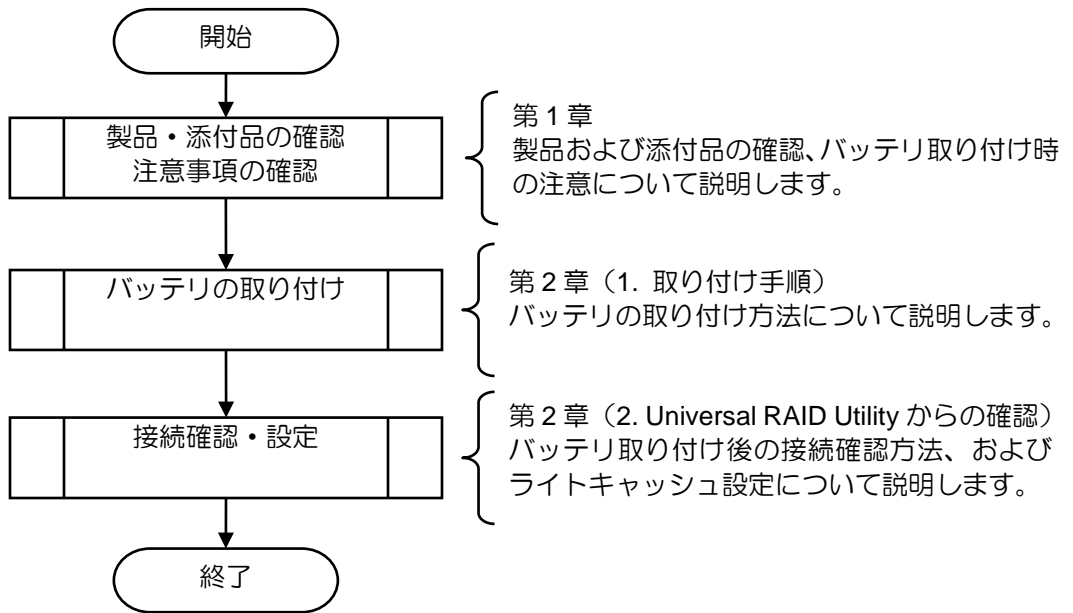 開始
製品・添付品の確認
注意事項の確認
第 1 章
製品および添付品の確認、バッテリ取り付け時
の注意について説明します。
バッテリの取り付け
第 2 章（1. 取り付け手順）
バッテリの取り付け方法について説明します。
接続確認・設定
第 2 章（2. Universal RAID Utility からの確認）
バッテリ取り付け後の接続確認方法、および
ライトキャッシュ設定について説明します。
終了